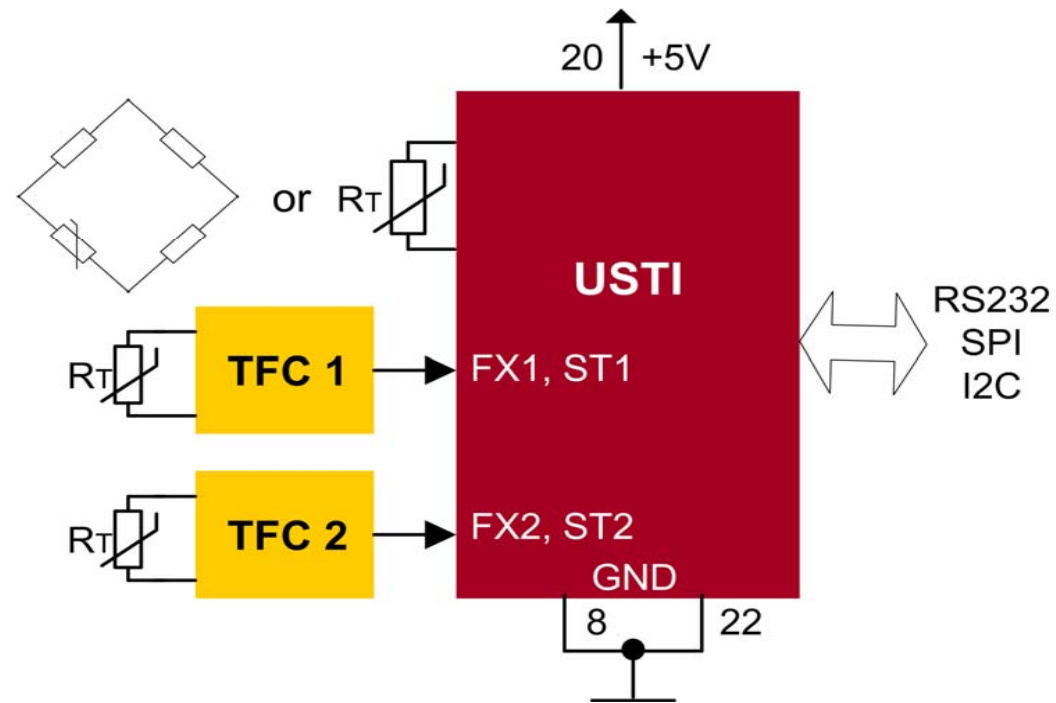 20 +5V
or RT
USTI
RS232
SPI
I2C
RT TFC 1 FX1, ST1
RT TFC 2 FX2, ST2
GND
8 22